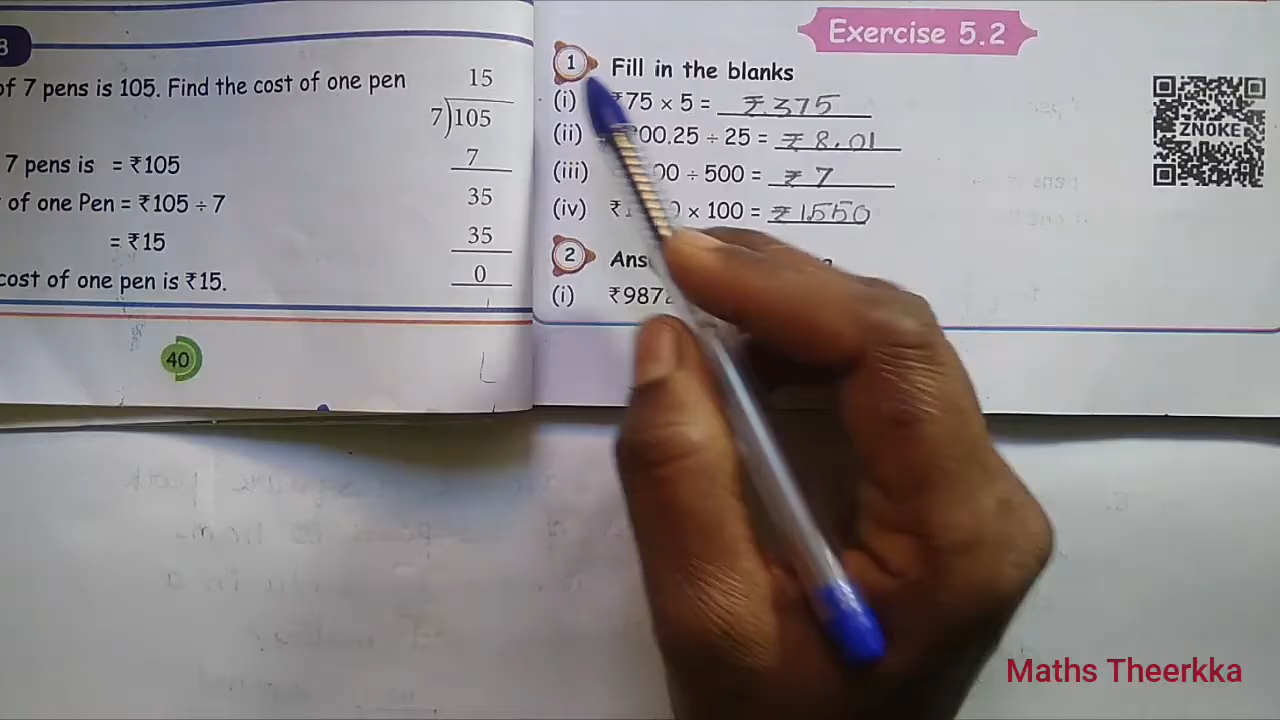 8
of 7 pens is 105. Find the cost of one pen
15
7)105
7 pens is = ₹105
7
of one Pen = ₹105 ÷ 7
35
= ₹15
35
cost of one pen is ₹15.
0
40
Exercise 5.2
1 Fill in the blanks
(i) ₹75 × 5 = ₹.375
(ii) 00.25 ÷ 25 = ₹ 8.01
(iii) 00 ÷ 500 = ₹ 7
(iv) ₹ × 100 = ₹1550
2
(i) ₹987
ZNOKE
Maths Theerkka